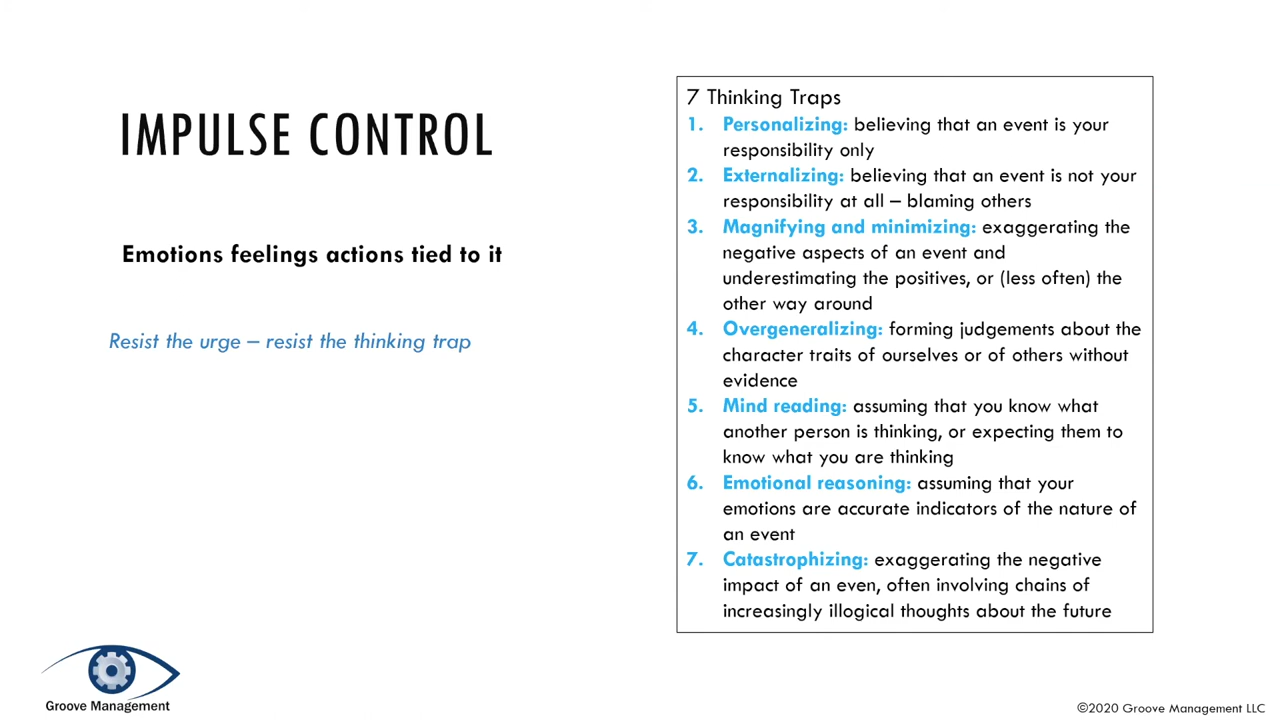 IMPULSE CONTROL
Emotions feelings actions tied to it
Resist the urge – resist the thinking trap
7 Thinking Traps
1. Personalizing: believing that an event is your
responsibility only
2. Externalizing: believing that an event is not your
responsibility at all – blaming others
3. Magnifying and minimizing: exaggerating the
negative aspects of an event and
underestimating the positives, or (less often) the
other way around
4. Overgeneralizing: forming judgements about the
character traits of ourselves or of others without
evidence
5. Mind reading: assuming that you know what
another person is thinking, or expecting them to
know what you are thinking
6. Emotional reasoning: assuming that your
emotions are accurate indicators of the nature of
an event
7. Catastrophizing: exaggerating the negative
impact of an even, often involving chains of
increasingly illogical thoughts about the future
Groove Management
©2020 Groove Management LLC